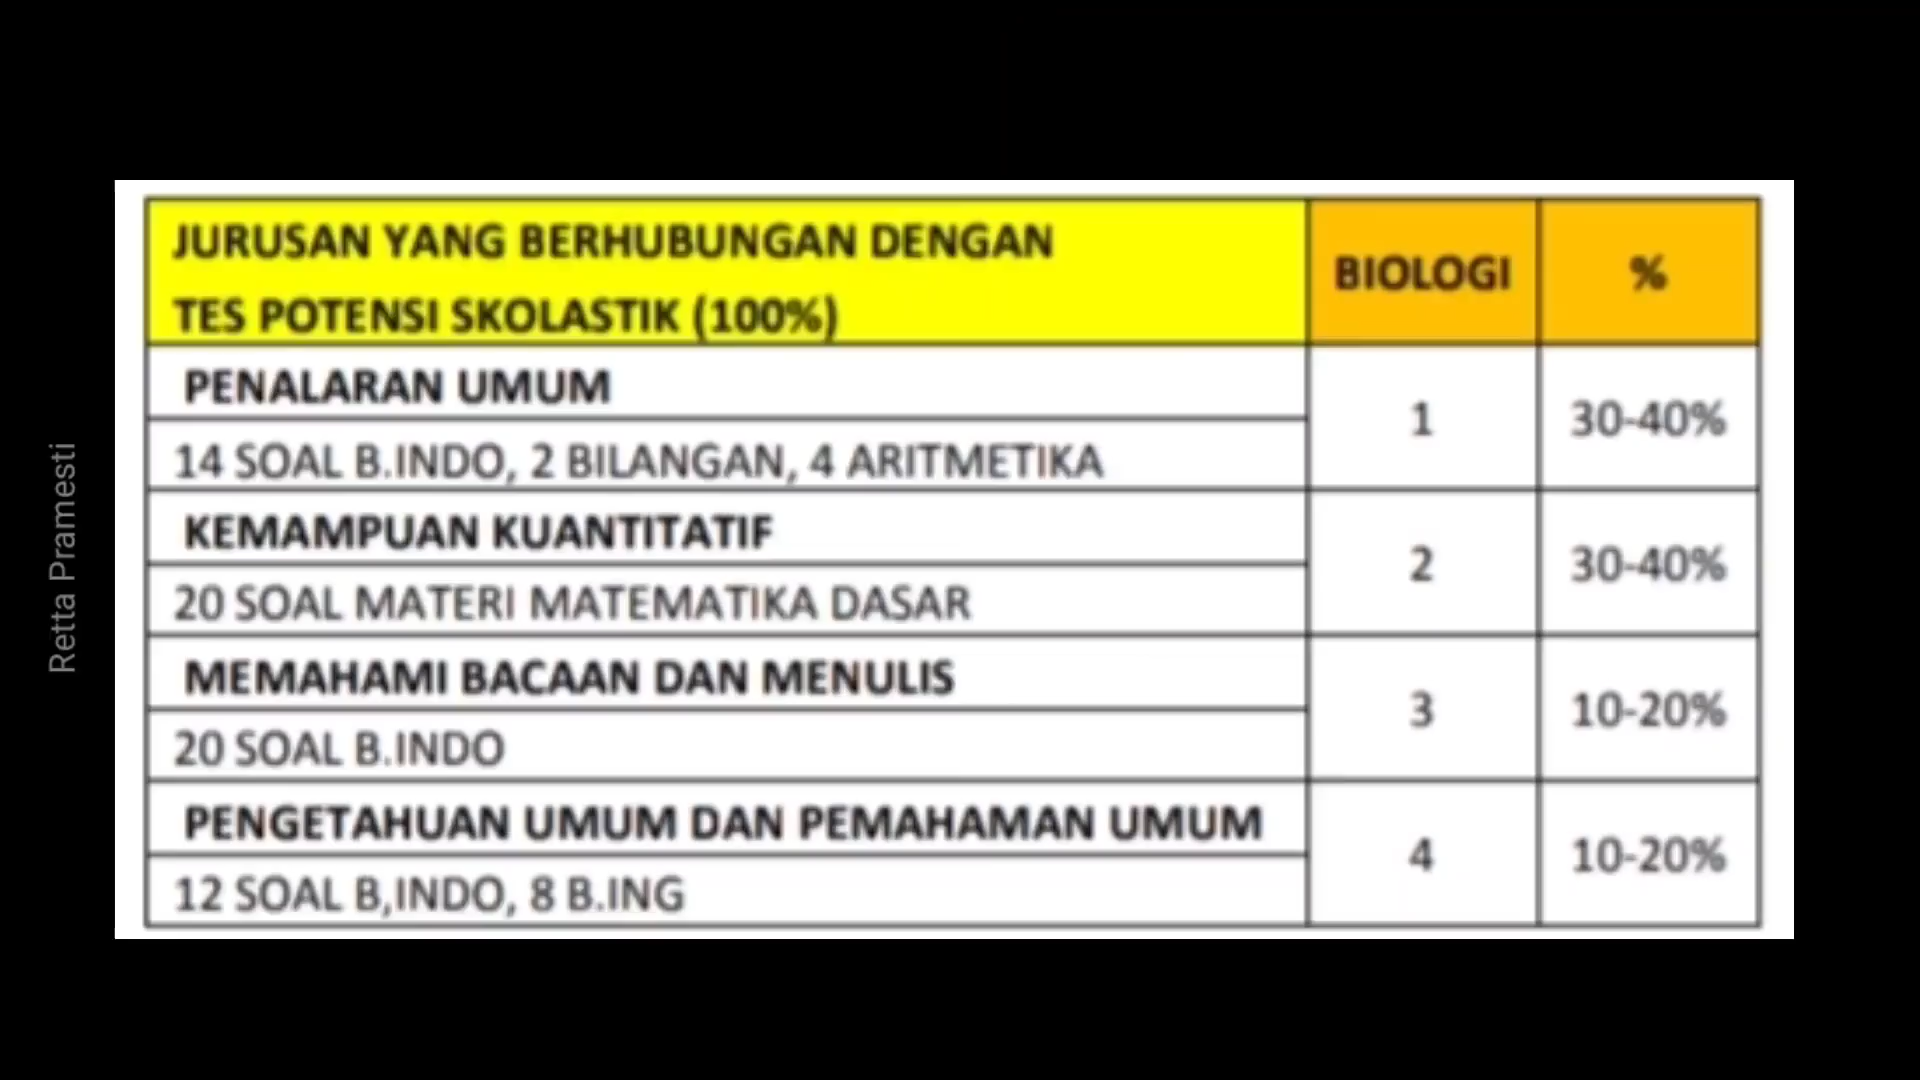 JURUSAN YANG BERHUBUNGAN DENGAN
TES POTENSI SKOLASTIK (100%)
BIOLOGI
%
PENALARAN UMUM
14 SOAL B.INDO, 2 BILANGAN, 4 ARITMETIKA
1
30-40%
KEMAMPUAN KUANTITATIF
20 SOAL MATERI MATEMATIKA DASAR
2
30-40%
MEMAHAMI BACAAN DAN MENULIS
20 SOAL B.INDO
3
10-20%
PENGETAHUAN UMUM DAN PEMAHAMAN UMUM
12 SOAL B,INDO, 8 B.ING
4
10-20%
Retta Pramesti